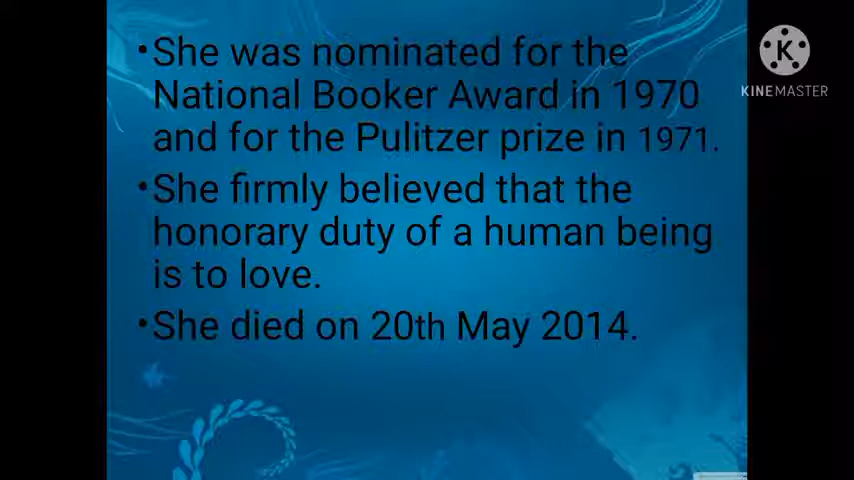 •She was nominated for the
National Booker Award in 1970
and for the Pulitzer prize in 1971.
•She firmly believed that the
honorary duty of a human being
is to love.
•She died on 20th May 2014.
K
KINEMASTER